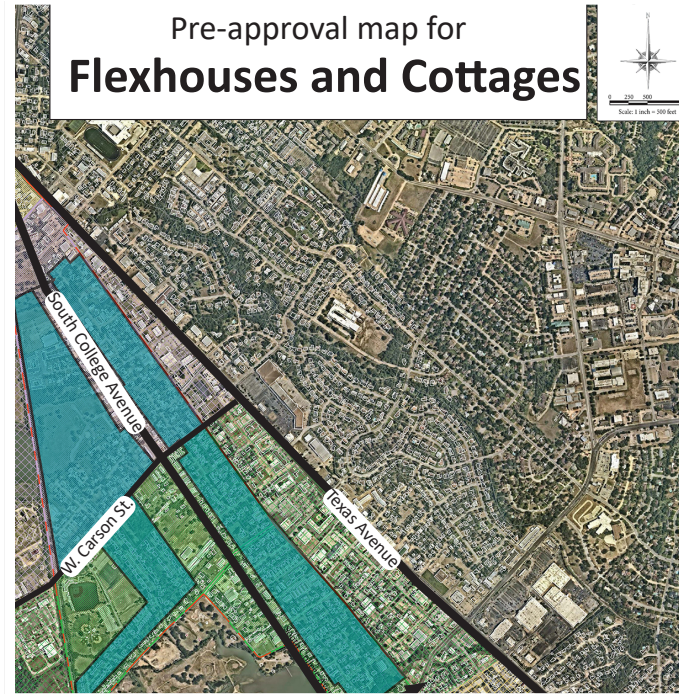 Pre-approval map for
Flexhouses and Cottages
N
0 250 500
Scale: 1 inch = 500 feet
South College Avenue
W. Carson St.
Texas Avenue